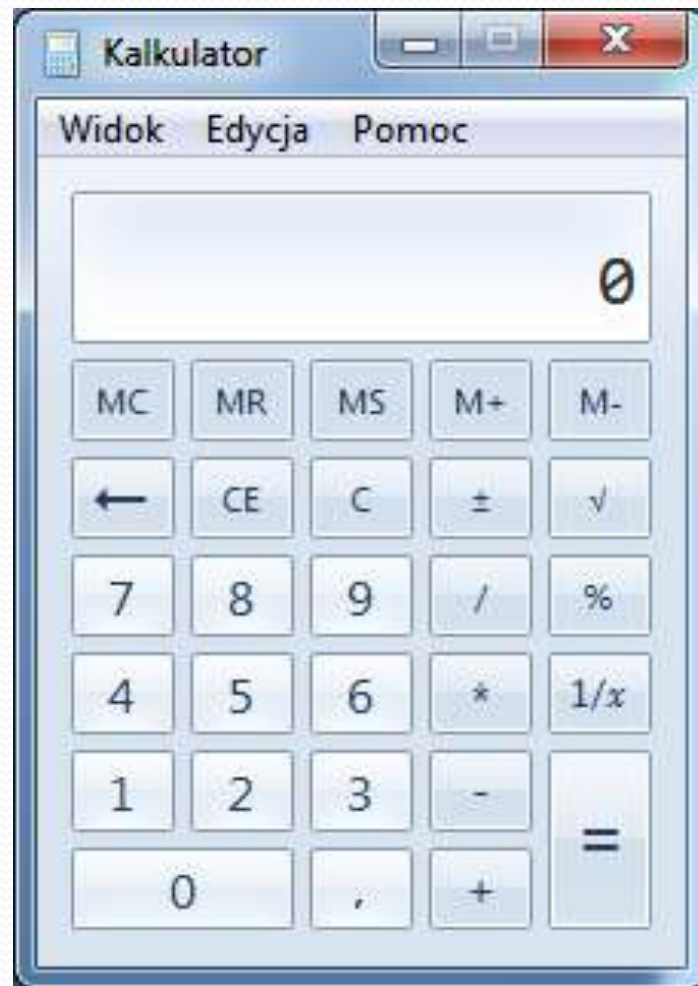 Kalkulator
Widok Edycja Pomoc
0
MC MR MS M+ M-
← CE C ± √
7 8 9 / %
4 5 6 * 1/x
1 2 3 - =
0 , +